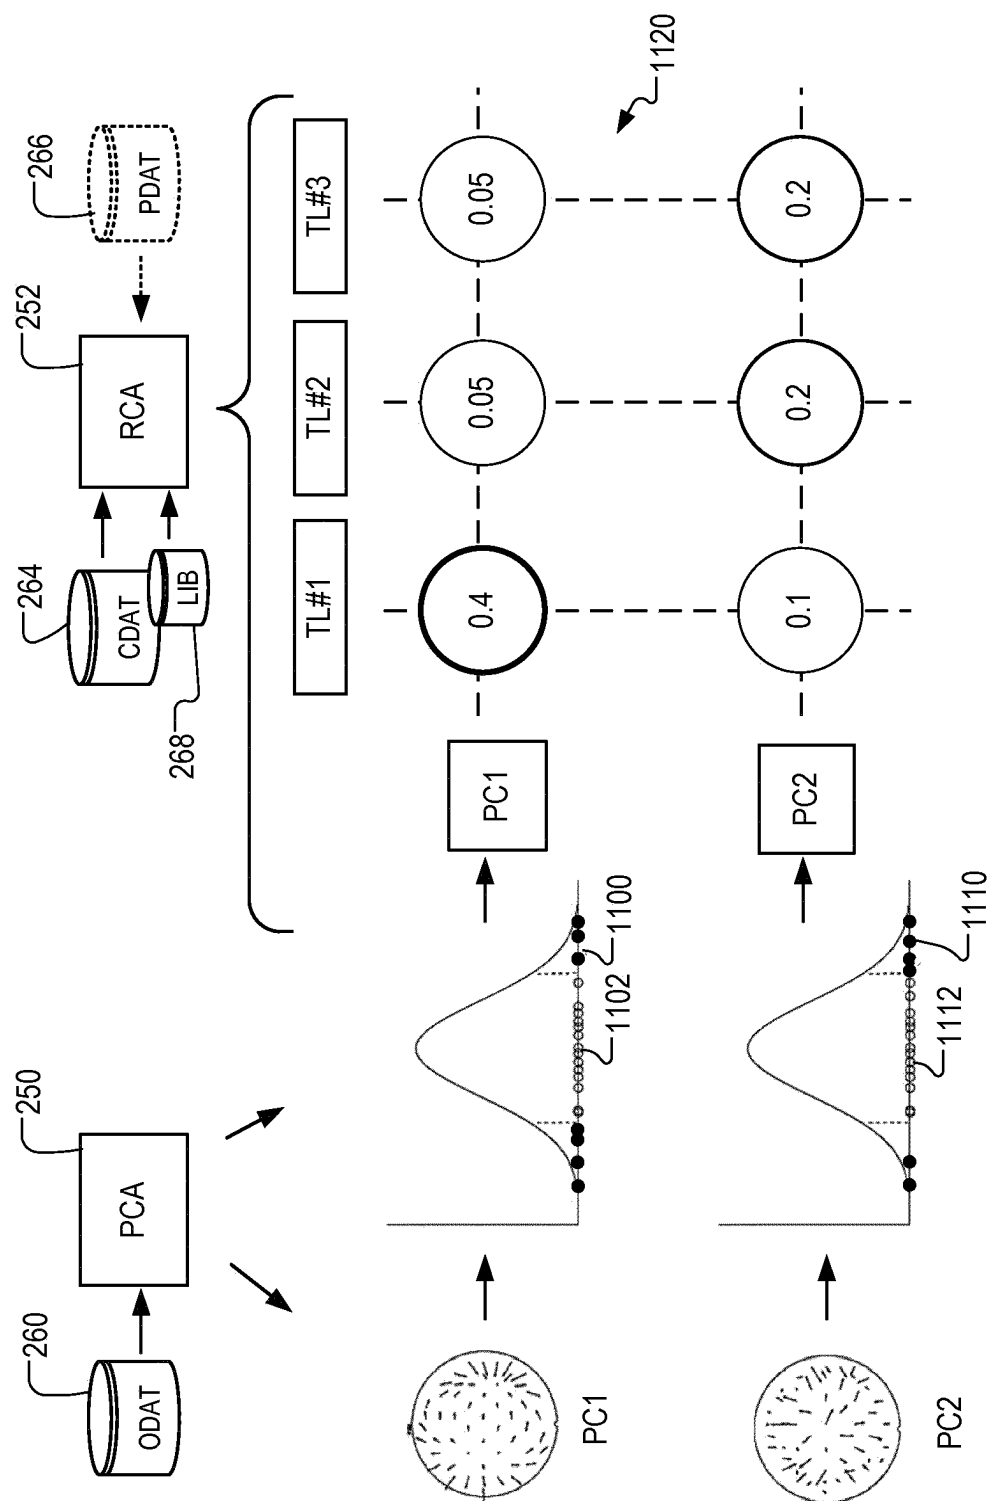 260
250
264
252
266
ODAT
PCA
CDAT
LIB
268
RCA
PDAT
TL#1
TL#2
TL#3
PC1
1102
1100
PC1
0.4
0.05
0.05
1120
PC2
1112
1110
PC2
0.1
0.2
0.2